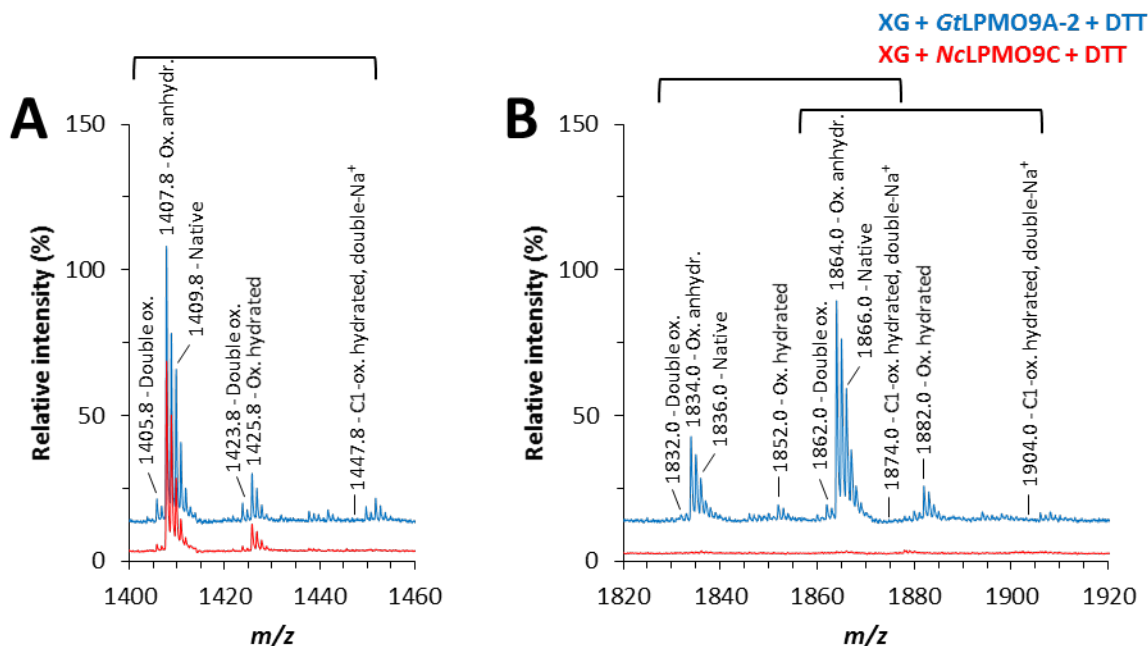 XG + GtLPMO9A-2 + DTT
XG + NcLPMO9C + DTT
A
B
Relative intensity (%)
150
100
50
0
1405.8 - Double ox.
1407.8 - Ox. anhydr.
1409.8 - Native
1423.8 - Double ox.
1425.8 - Ox. hydrated
1447.8 - C1-ox. hydrated, double-Na⁺
1400
1420
1440
1460
m/z
Relative intensity (%)
150
100
50
0
1832.0 - Double ox.
1834.0 - Ox. anhydr.
1836.0 - Native
1852.0 - Ox. hydrated
1862.0 - Double ox.
1864.0 - Ox. anhydr.
1866.0 - Native
1874.0 - C1-ox. hydrated, double-Na⁺
1882.0 - Ox. hydrated
1904.0 - C1-ox. hydrated, double-Na⁺
1820
1840
1860
1880
1900
1920
m/z